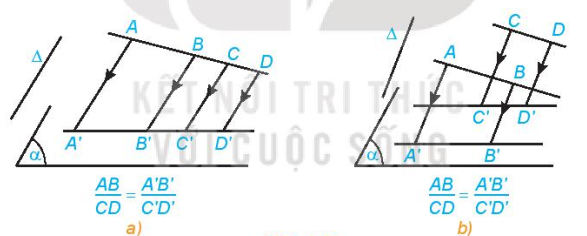 A
B
C
D
Δ
A'
B'
C'
D'
α
AB/CD = A'B'/C'D'
a)
C
D
Δ
A
B
C'
D'
A'
B'
α
AB/CD = A'B'/C'D'
b)
KẾT NỐI TRI THỨC
VỚI CUỘC SỐNG